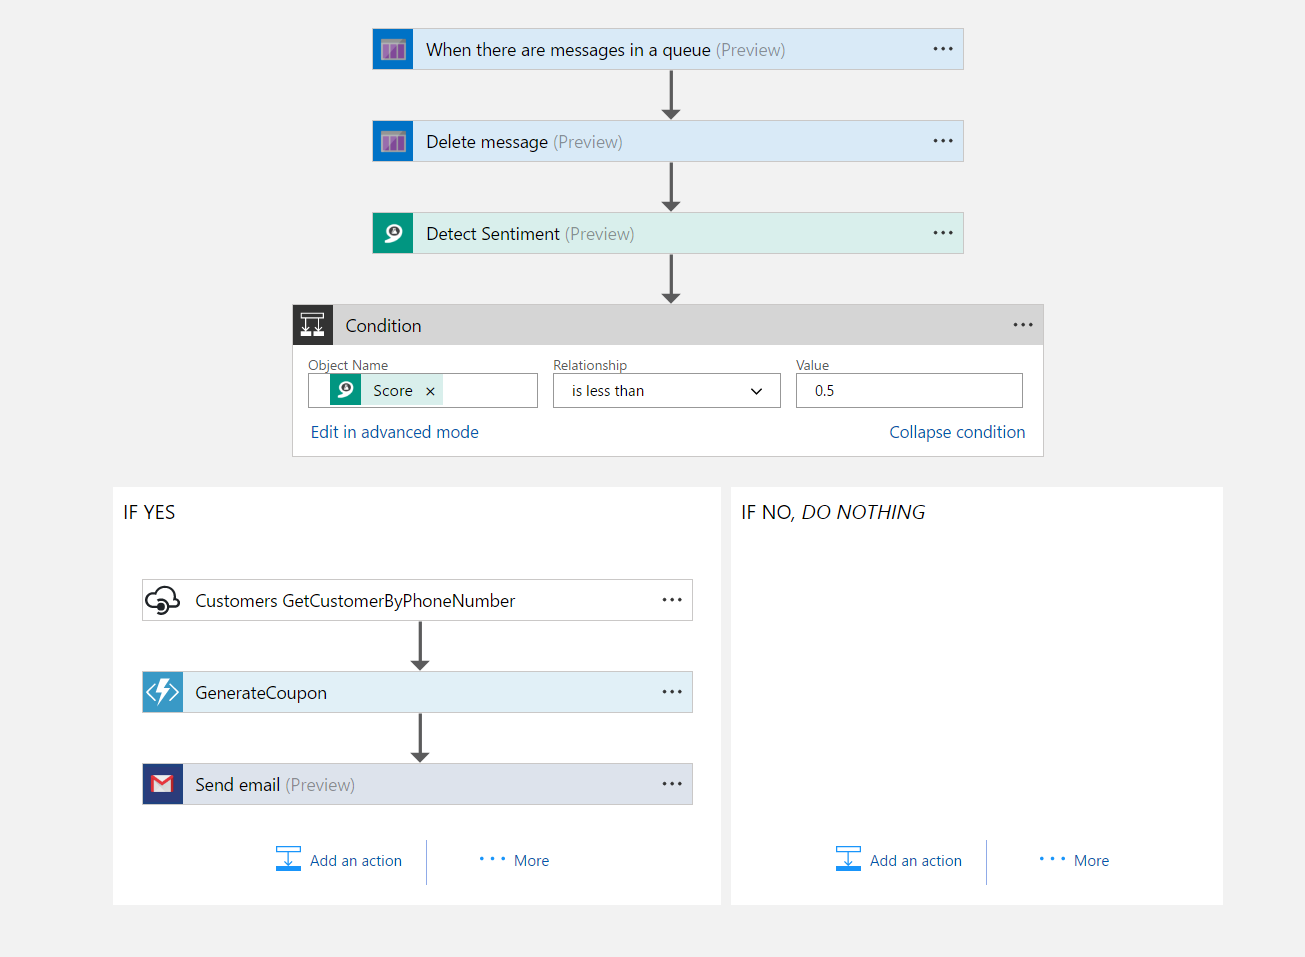 When there are messages in a queue (Preview)
Delete message (Preview)
Detect Sentiment (Preview)
Condition
Object Name Relationship Value
Score × is less than 0.5
Edit in advanced mode Collapse condition
IF YES
IF NO, DO NOTHING
Customers GetCustomerByPhoneNumber
GenerateCoupon
Send email (Preview)
Add an action More
Add an action More